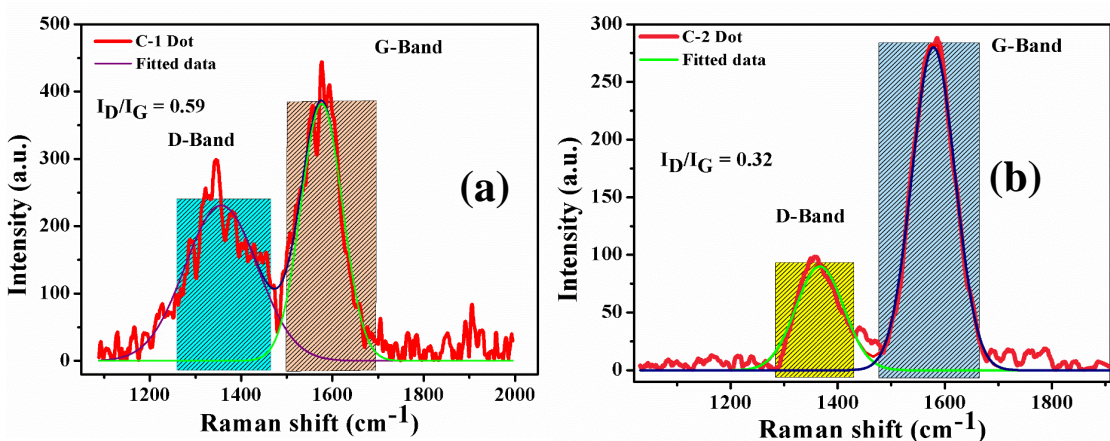 500
400
300
200
100
0
Intensity (a.u.)
C-1 Dot
Fitted data
G-Band
I_D/I_G = 0.59
D-Band
(a)
1200 1400 1600 1800 2000
Raman shift (cm⁻¹)
300
250
200
150
100
50
0
Intensity (a.u.)
C-2 Dot
Fitted data
G-Band
I_D/I_G = 0.32
D-Band
(b)
1200 1400 1600 1800
Raman shift (cm⁻¹)